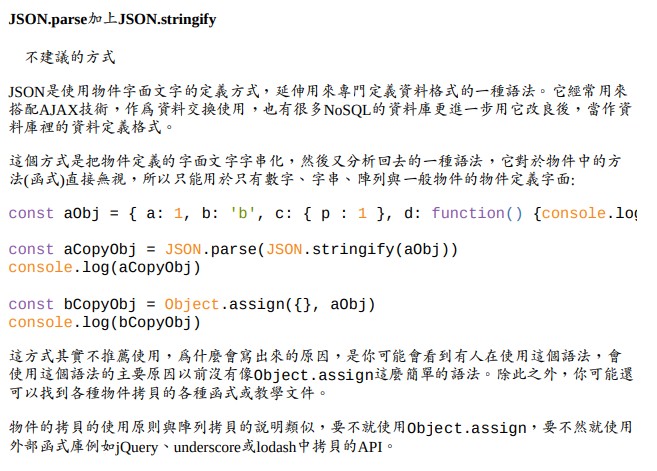 JSON.parse加上JSON.stringify
不建議的方式
JSON是使用物件字面文字的定義方式，延伸用來專門定義資料格式的一種語法。它經常用來
搭配AJAX技術，作為資料交換使用，也有很多NoSQL的資料庫更進一步用它改良後，當作資
料庫裡的資料定義格式。
這個方式是把物件定義的字面文字字串化，然後又分析回去的一種語法，它對於物件中的方
法(函式)直接無視，所以只能用於只有數字、字串、陣列與一般物件的物件定義字面:
const aObj = { a: 1, b: 'b', c: { p : 1 }, d: function() {console.log
const aCopyObj = JSON.parse(JSON.stringify(aObj))
console.log(aCopyObj)
const bCopyObj = Object.assign({}, aObj)
console.log(bCopyObj)
這方式其實不推薦使用，為什麼會寫出來的原因，是你可能會看到有人在使用這個語法，會
使用這個語法的主要原因以前沒有像Object.assign這麼簡單的語法。除此之外，你可能還
可以找到各種物件拷貝的各種函式或教學文件。
物件的拷貝的使用原則與陣列拷貝的說明類似，要不就使用Object.assign，要不然就使用
外部函式庫例如jQuery、underscore或lodash中拷貝的API。